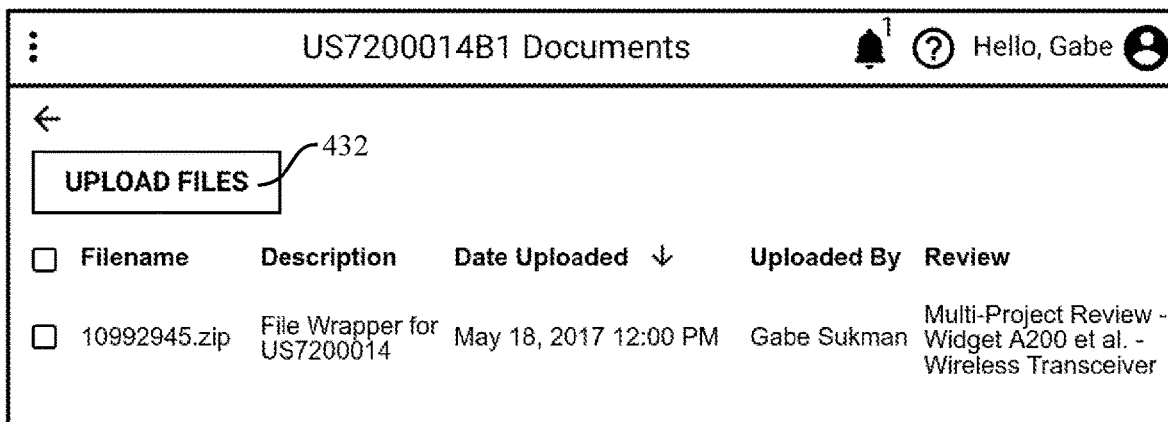 US7200014B1 Documents 1 ? Hello, Gabe
432
UPLOAD FILES
Filename Description Date Uploaded ↓ Uploaded By Review
10992945.zip File Wrapper for US7200014 May 18, 2017 12:00 PM Gabe Sukman Multi-Project Review - Widget A200 et al. - Wireless Transceiver